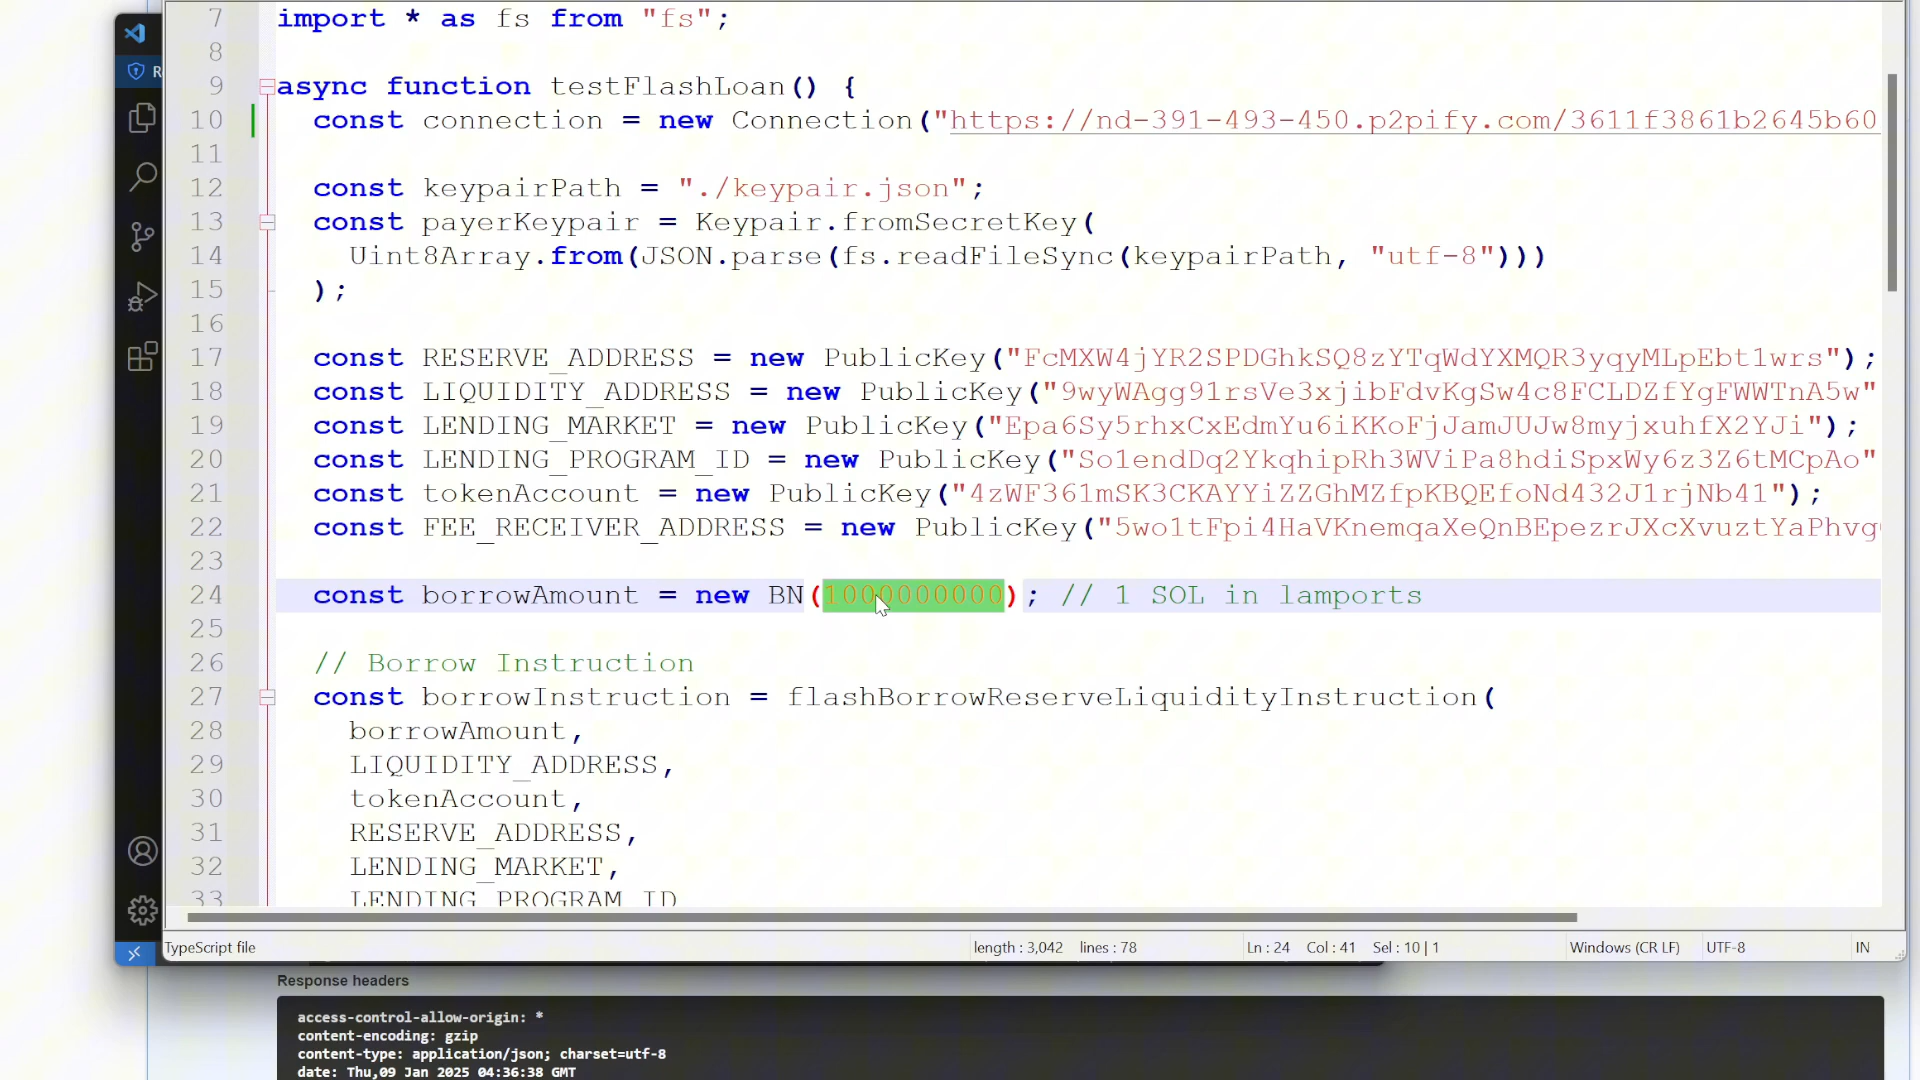 7 import * as fs from "fs";
8
9 async function testFlashLoan() {
10 const connection = new Connection("https://nd-391-493-450.p2pify.com/3611f3861b2645b60
11
12 const keypairPath = "./keypair.json";
13 const payerKeypair = Keypair.fromSecretKey(
14 Uint8Array.from(JSON.parse(fs.readFileSync(keypairPath, "utf-8")))
15 );
16
17 const RESERVE_ADDRESS = new PublicKey("FcMXW4jYR2SPDGhkSQ8zYTqWdYXMQR3yqyMLpEbt1wrs");
18 const LIQUIDITY_ADDRESS = new PublicKey("9wyWAgg91rsVe3xjibFdvKgSw4c8FCLDZfYgFWWTnA5w"
19 const LENDING_MARKET = new PublicKey("Epa6Sy5rhxCxEdmYu6iKKoFjJamJUJw8myjxuhfX2YJi");
20 const LENDING_PROGRAM_ID = new PublicKey("So1endDq2YkqhipRh3WViPa8hdiSpxWy6z3Z6tMCpAo"
21 const tokenAccount = new PublicKey("4zWF361mSK3CKAYYiZZGhMZfpKBQEfoNd432J1rjNb41");
22 const FEE_RECEIVER_ADDRESS = new PublicKey("5wo1tFpi4HaVKnemqaXeQnBEpezrJXcXvuztYaPhvg
23
24 const borrowAmount = new BN(1000000000); // 1 SOL in lamports
25
26 // Borrow Instruction
27 const borrowInstruction = flashBorrowReserveLiquidityInstruction(
28 borrowAmount,
29 LIQUIDITY_ADDRESS,
30 tokenAccount,
31 RESERVE_ADDRESS,
32 LENDING_MARKET,
33 LENDING_PROGRAM_ID
TypeScript file length : 3,042 lines : 78 Ln : 24 Col : 41 Sel : 10 | 1 Windows (CR LF) UTF-8 IN
Response headers
access-control-allow-origin: *
content-encoding: gzip
content-type: application/json; charset=utf-8
date: Thu,09 Jan 2025 04:36:38 GMT